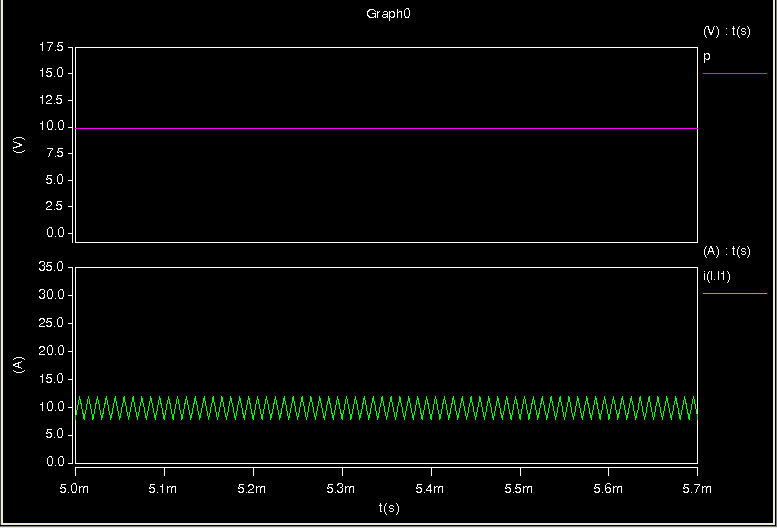 Graph0
(V) : t(s)
p
17.5
15.0
12.5
10.0
7.5
5.0
2.5
0.0
(V)
(A) : t(s)
i(l.l1)
35.0
30.0
25.0
20.0
15.0
10.0
5.0
0.0
(A)
5.0m 5.1m 5.2m 5.3m 5.4m 5.5m 5.6m 5.7m
t(s)